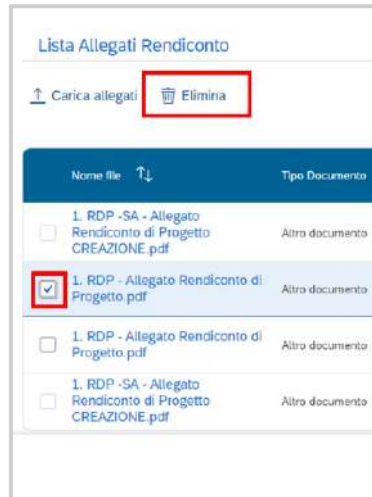 Lista Allegati Rendiconto
Carica allegati Elimina
Nome file Tipo Documento
1. RDP -SA - Allegato
Rendiconto di Progetto
CREAZIONE.pdf
Altro documento
1. RDP - Allegato Rendiconto di
Progetto.pdf
Altro documento
1. RDP - Allegato Rendiconto di
Progetto.pdf
Altro documento
1. RDP -SA - Allegato
Rendiconto di Progetto
CREAZIONE.pdf
Altro documento